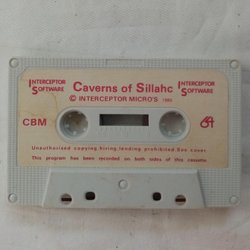 INTERCEPTOR SOFTWARE Caverns of Sillahc INTERCEPTOR SOFTWARE
© INTERCEPTOR MICRO'S 1983
CBM 64
Unauthorised copying, hiring, lending prohibited. See cover.
This program has been recorded on both sides of this cassette.